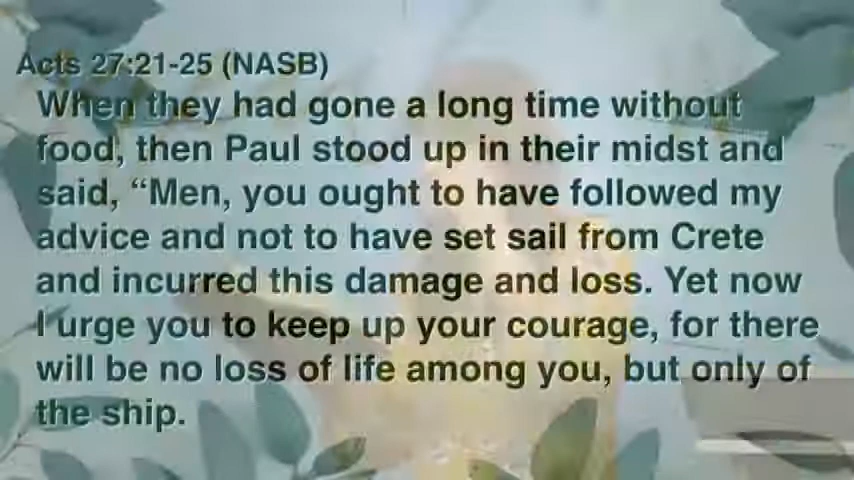 Acts 27:21-25 (NASB)
When they had gone a long time without
food, then Paul stood up in their midst and
said, “Men, you ought to have followed my
advice and not to have set sail from Crete
and incurred this damage and loss. Yet now
I urge you to keep up your courage, for there
will be no loss of life among you, but only of
the ship.